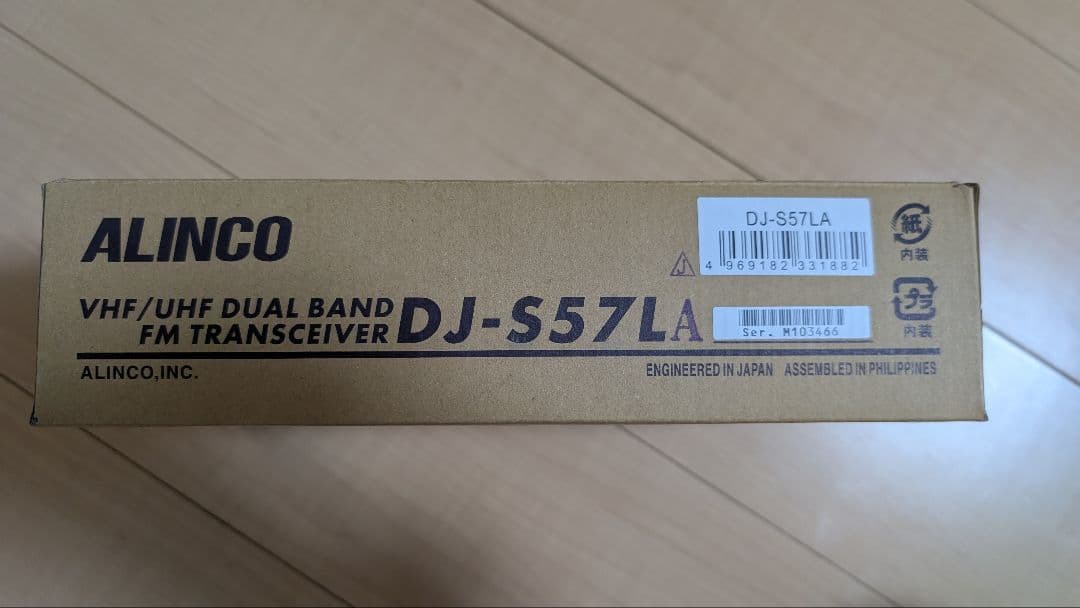 ALINCO
VHF/UHF DUAL BAND
FM TRANSCEIVER DJ-S57LA
ALINCO,INC.
J
DJ-S57LA
4 969182 331882
Ser. M103466
ENGINEERED IN JAPAN ASSEMBLED IN PHILIPPINES
紙
内装
プラ
内装